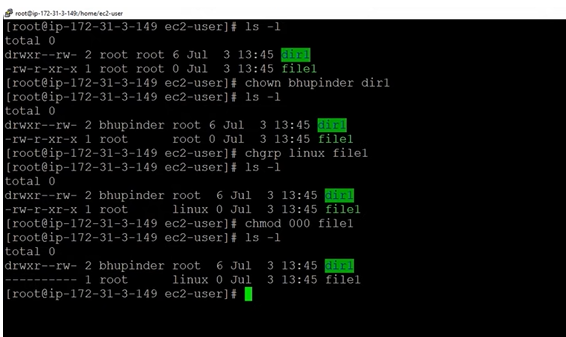 root@ip-172-31-3-149:/home/ec2-user
[root@ip-172-31-3-149 ec2-user]# ls -l
total 0
drwxr--rw- 2 root root 6 Jul  3 13:45 dir1
-rw-r-xr-x 1 root root 0 Jul  3 13:45 file1
[root@ip-172-31-3-149 ec2-user]# chown bhupinder dir1
[root@ip-172-31-3-149 ec2-user]# ls -l
total 0
drwxr--rw- 2 bhupinder root 6 Jul  3 13:45 dir1
-rw-r-xr-x 1 root      root 0 Jul  3 13:45 file1
[root@ip-172-31-3-149 ec2-user]# chgrp linux file1
[root@ip-172-31-3-149 ec2-user]# ls -l
total 0
drwxr--rw- 2 bhupinder root  6 Jul  3 13:45 dir1
-rw-r-xr-x 1 root      linux 0 Jul  3 13:45 file1
[root@ip-172-31-3-149 ec2-user]# chmod 000 file1
[root@ip-172-31-3-149 ec2-user]# ls -l
total 0
drwxr--rw- 2 bhupinder root  6 Jul  3 13:45 dir1
---------- 1 root      linux 0 Jul  3 13:45 file1
[root@ip-172-31-3-149 ec2-user]#